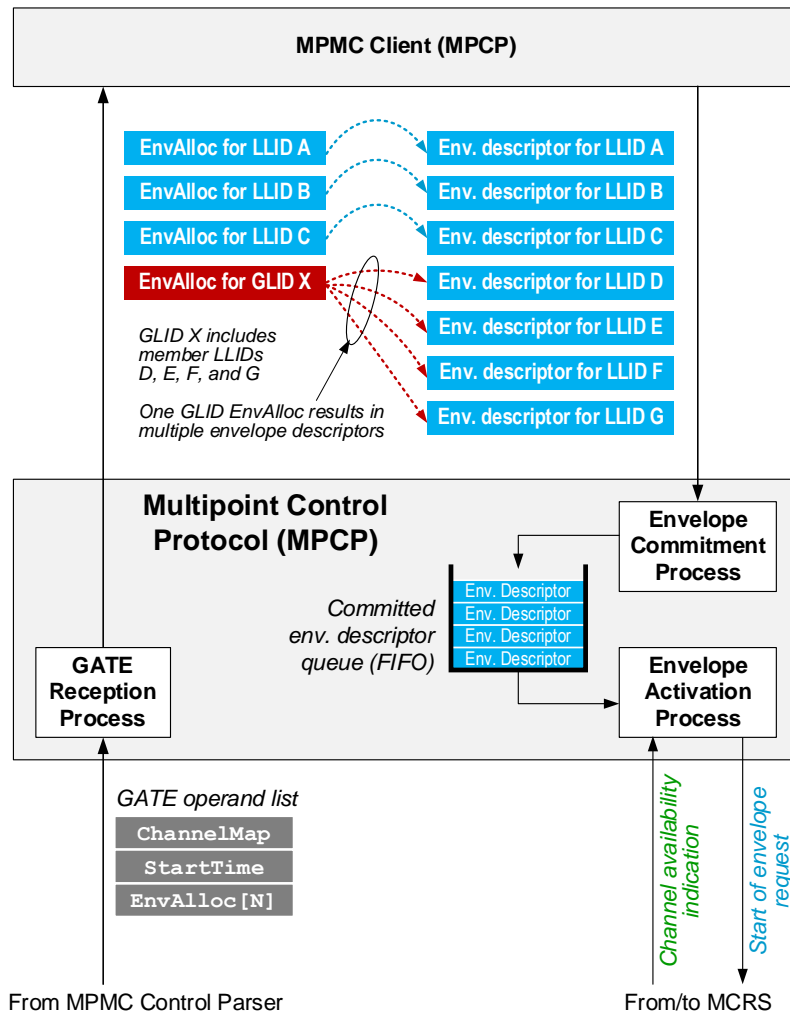 MPMC Client (MPCP)
EnvAlloc for LLID A
Env. descriptor for LLID A
EnvAlloc for LLID B
Env. descriptor for LLID B
EnvAlloc for LLID C
Env. descriptor for LLID C
EnvAlloc for GLID X
Env. descriptor for LLID D
Env. descriptor for LLID E
Env. descriptor for LLID F
Env. descriptor for LLID G
GLID X includes
member LLIDs
D, E, F, and G
One GLID EnvAlloc results in
multiple envelope descriptors
Multipoint Control
Protocol (MPCP)
Envelope
Commitment
Process
Committed
env. descriptor
queue (FIFO)
Env. Descriptor
Env. Descriptor
Env. Descriptor
Env. Descriptor
GATE
Reception
Process
Envelope
Activation
Process
GATE operand list
ChannelMap
StartTime
EnvAlloc[N]
Channel availability
indication
Start of envelope
request
From MPMC Control Parser
From/to MCRS